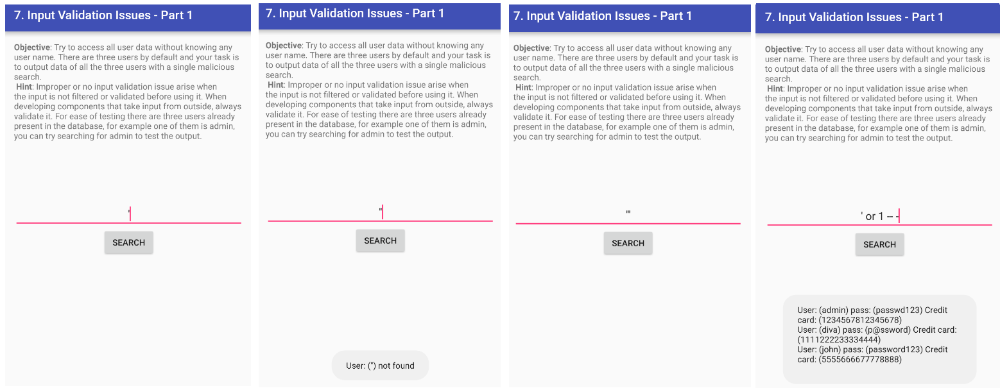 7. Input Validation Issues - Part 1
Objective: Try to access all user data without knowing any
user name. There are three users by default and your task is
to output data of all the three users with a single malicious
search.
Hint: Improper or no input validation issue arise when
the input is not filtered or validated before using it. When
developing components that take input from outside, always
validate it. For ease of testing there are three users already
present in the database, for example one of them is admin,
you can try searching for admin to test the output.
'
SEARCH
7. Input Validation Issues - Part 1
Objective: Try to access all user data without knowing any
user name. There are three users by default and your task is
to output data of all the three users with a single malicious
search.
Hint: Improper or no input validation issue arise when
the input is not filtered or validated before using it. When
developing components that take input from outside, always
validate it. For ease of testing there are three users already
present in the database, for example one of them is admin,
you can try searching for admin to test the output.
''
SEARCH
User: ('') not found
7. Input Validation Issues - Part 1
Objective: Try to access all user data without knowing any
user name. There are three users by default and your task is
to output data of all the three users with a single malicious
search.
Hint: Improper or no input validation issue arise when
the input is not filtered or validated before using it. When
developing components that take input from outside, always
validate it. For ease of testing there are three users already
present in the database, for example one of them is admin,
you can try searching for admin to test the output.
'''
SEARCH
7. Input Validation Issues - Part 1
Objective: Try to access all user data without knowing any
user name. There are three users by default and your task is
to output data of all the three users with a single malicious
search.
Hint: Improper or no input validation issue arise when
the input is not filtered or validated before using it. When
developing components that take input from outside, always
validate it. For ease of testing there are three users already
present in the database, for example one of them is admin,
you can try searching for admin to test the output.
' or 1 -- -
SEARCH
User: (admin) pass: (passwd123) Credit
card: (1234567812345678)
User: (diva) pass: (p@ssword) Credit card:
(1111222233334444)
User: (john) pass: (password123) Credit
card: (5555666677778888)